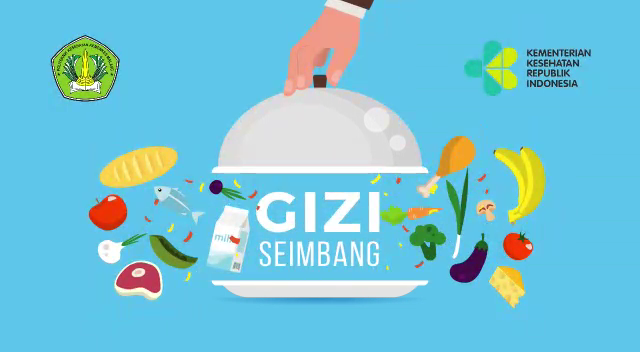 KEMENTERIAN
KESEHATAN
REPUBLIK
INDONESIA
GIZI
SEIMBANG
milk